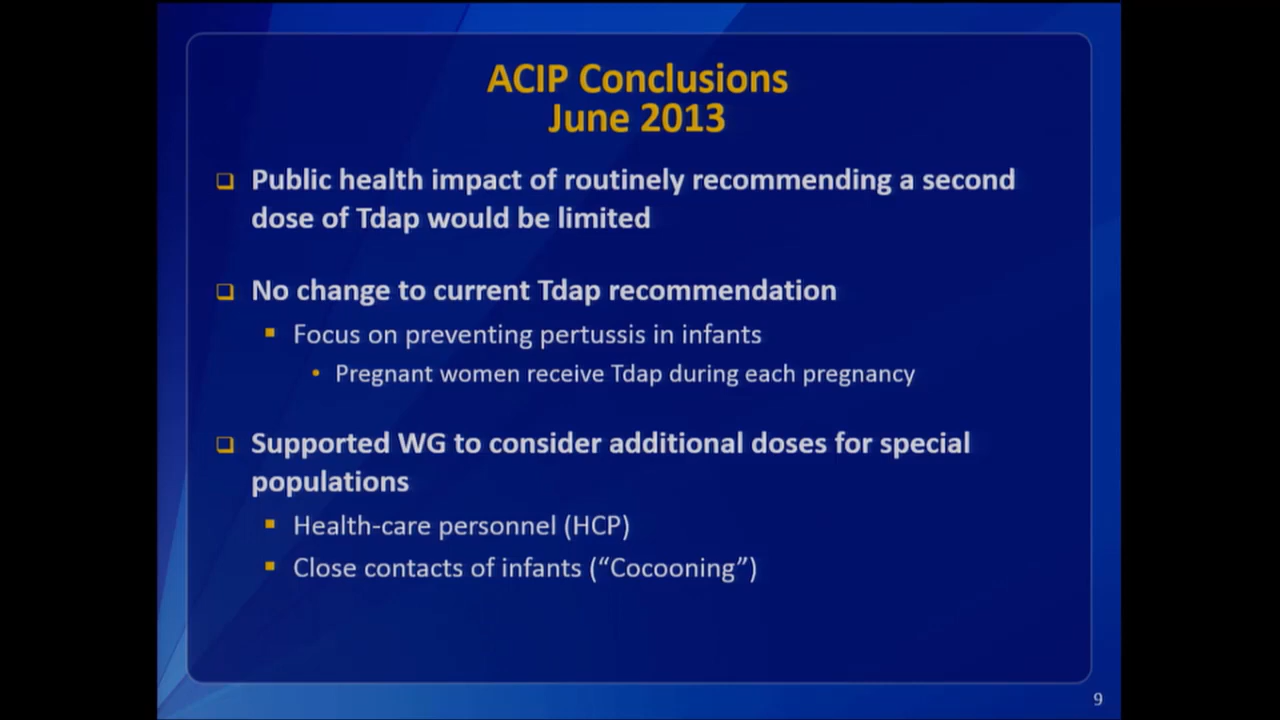 ACIP Conclusions
June 2013
Public health impact of routinely recommending a second
dose of Tdap would be limited
No change to current Tdap recommendation
Focus on preventing pertussis in infants
Pregnant women receive Tdap during each pregnancy
Supported WG to consider additional doses for special
populations
Health-care personnel (HCP)
Close contacts of infants (“Cocooning”)
9